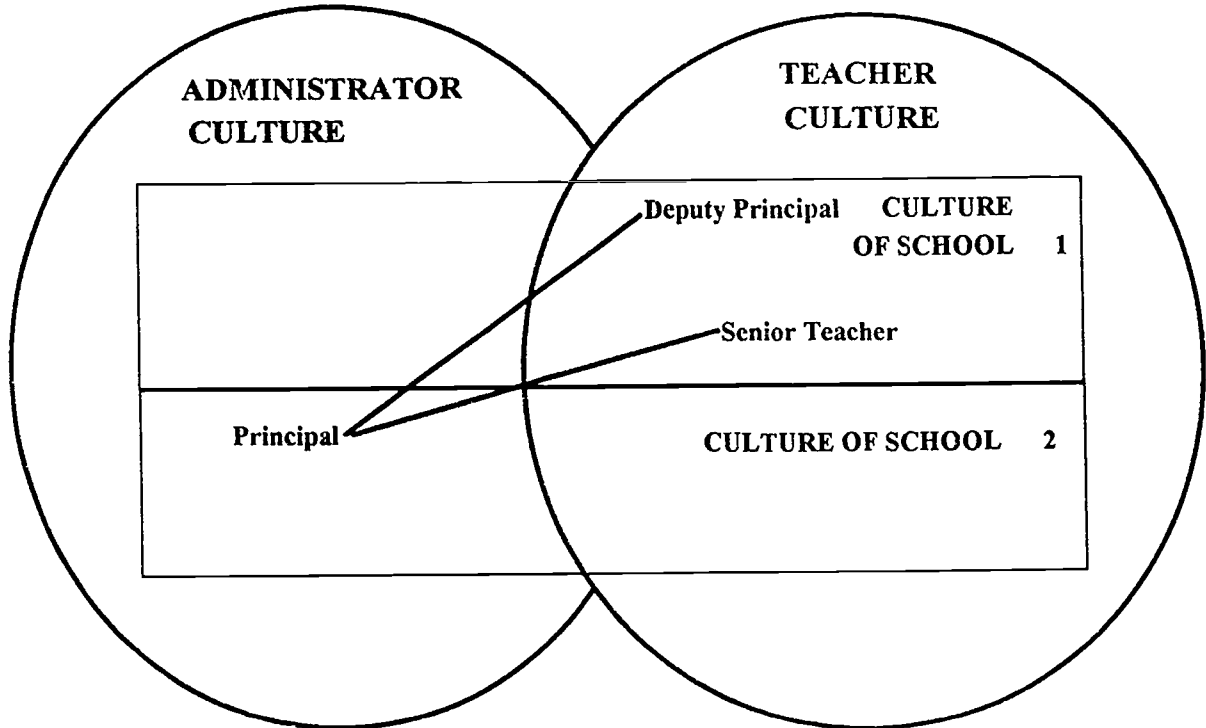 ADMINISTRATOR
CULTURE
TEACHER
CULTURE
Deputy Principal
CULTURE
OF SCHOOL 1
Senior Teacher
Principal
CULTURE OF SCHOOL 2